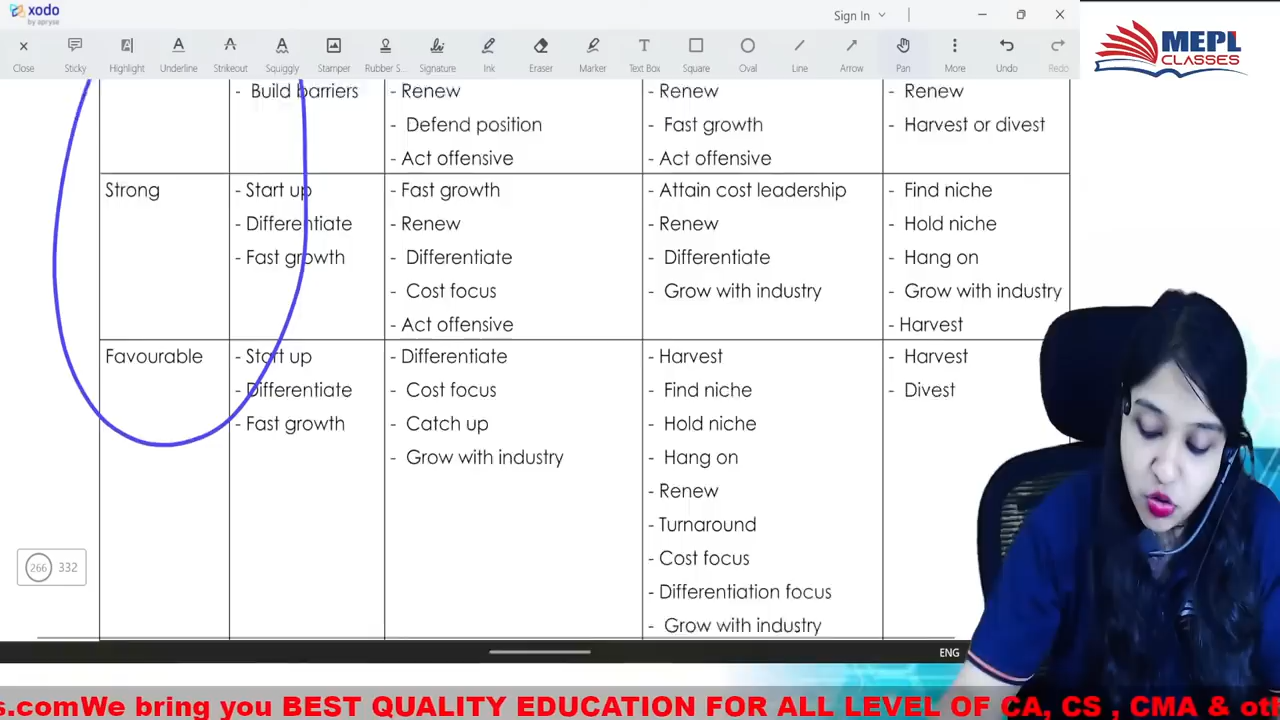 xodo
by apryse
Sign In
Close
Sticky
Highlight
Underline
Strikeout
Squiggly
Stamper
Rubber S...
Signature
Eraser
Marker
Text Box
Square
Oval
Line
Arrow
Pan
More
Undo
Redo
MEPL
CLASSES
- Build barriers
- Renew
- Defend position
- Act offensive
- Renew
- Fast growth
- Act offensive
- Renew
- Harvest or divest
Strong
- Start up
- Differentiate
- Fast growth
- Fast growth
- Renew
- Differentiate
- Cost focus
- Act offensive
- Attain cost leadership
- Renew
- Differentiate
- Grow with industry
- Find niche
- Hold niche
- Hang on
- Grow with industry
- Harvest
Favourable
- Start up
- Differentiate
- Fast growth
- Differentiate
- Cost focus
- Catch up
- Grow with industry
- Harvest
- Find niche
- Hold niche
- Hang on
- Renew
- Turnaround
- Cost focus
- Differentiation focus
- Grow with industry
- Harvest
- Divest
266 332
ENG
s.comWe bring you BEST QUALITY EDUCATION FOR ALL LEVEL OF CA, CS , CMA & ot